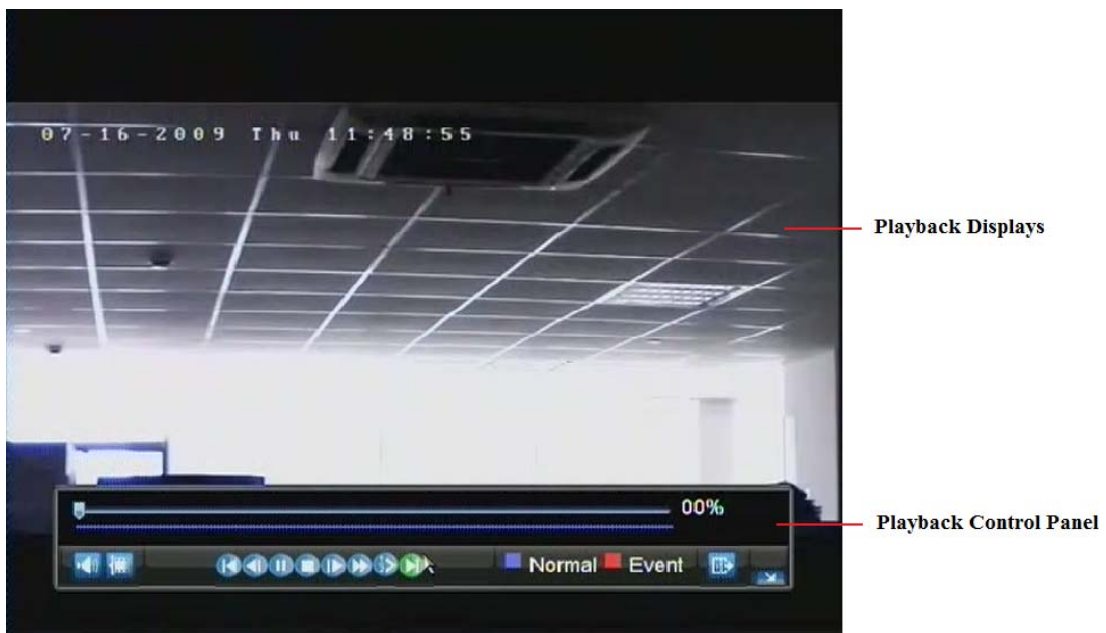 07-16-2009 Thu 11:48:55
Playback Displays
00%
Playback Control Panel
Normal Event